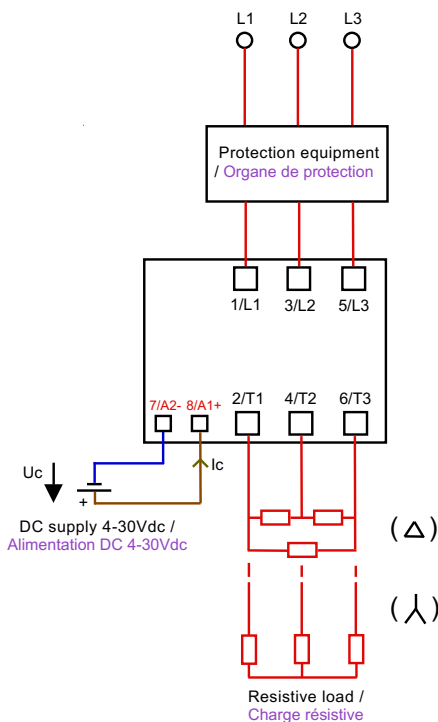 L1 L2 L3
Protection equipment
/ Organe de protection
1/L1 3/L2 5/L3
7/A2- 8/A1+ 2/T1 4/T2 6/T3
Uc
Ic
+
DC supply 4-30Vdc /
Alimentation DC 4-30Vdc
Resistive load /
Charge résistive